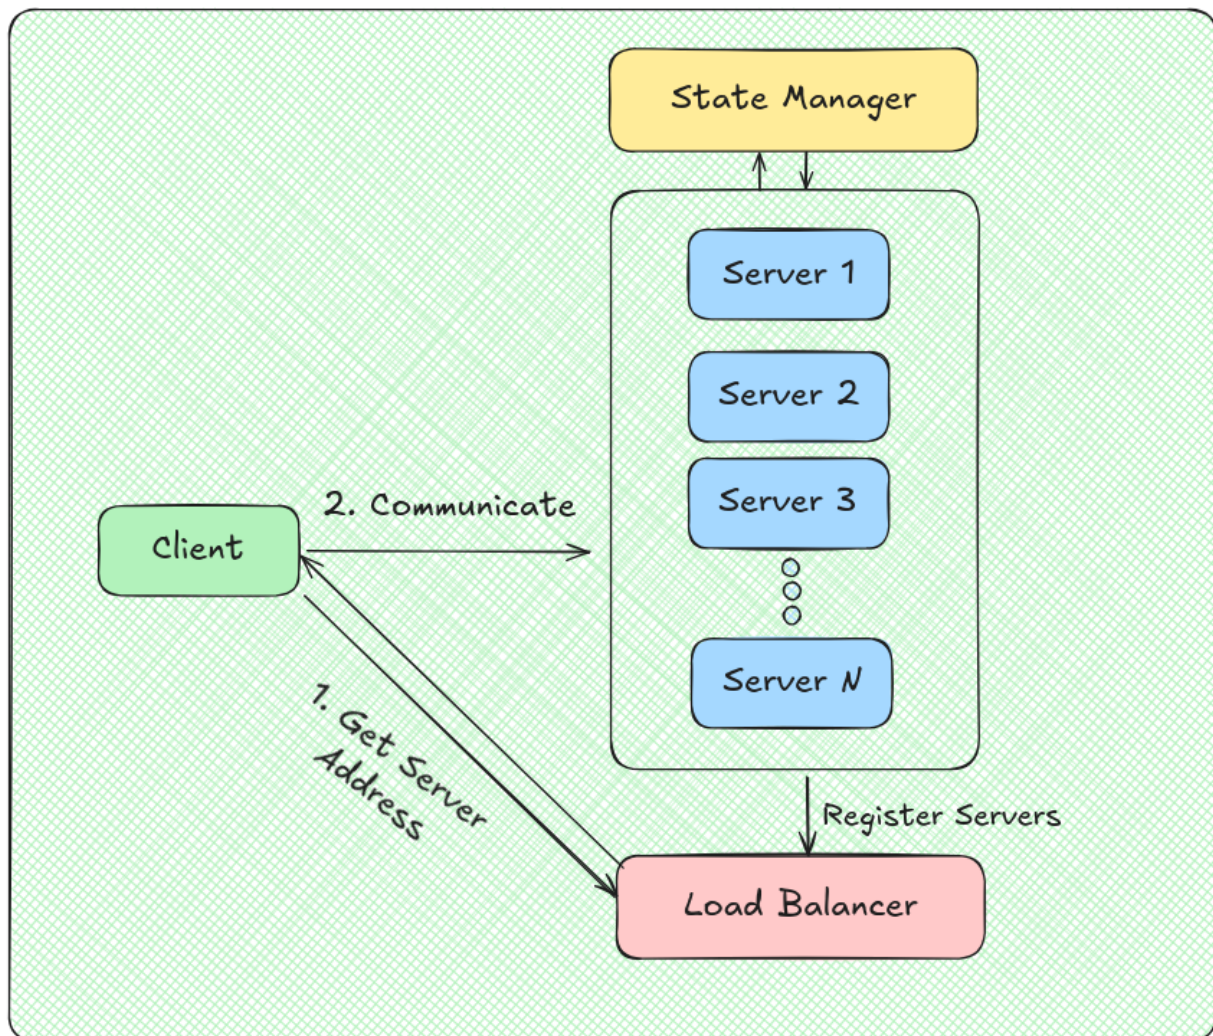 State Manager
Server 1
Server 2
Server 3
2. Communicate
Client
Server N
1. Get Server
Address
Register Servers
Load Balancer